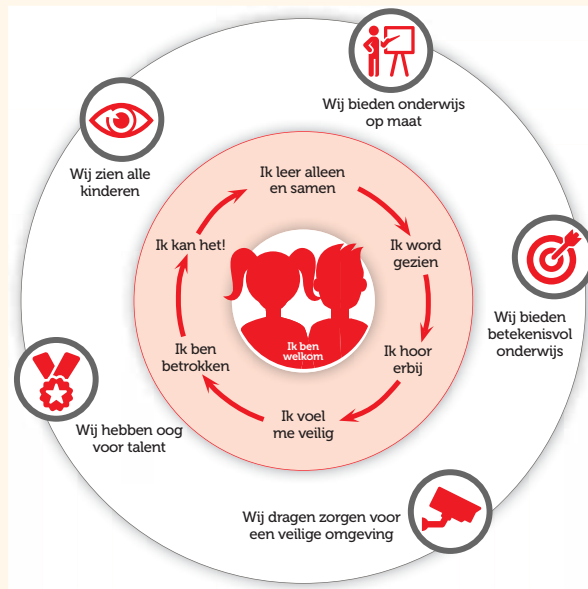 Wij bieden onderwijs
op maat
Wij zien alle
kinderen
Ik leer alleen
en samen
Ik kan het!
Ik word
gezien
Wij bieden
betekenisvol
onderwijs
Ik ben
welkom
Ik ben
betrokken
Ik hoor
erbij
Ik voel
me veilig
Wij hebben oog
voor talent
Wij dragen zorgen voor
een veilige omgeving